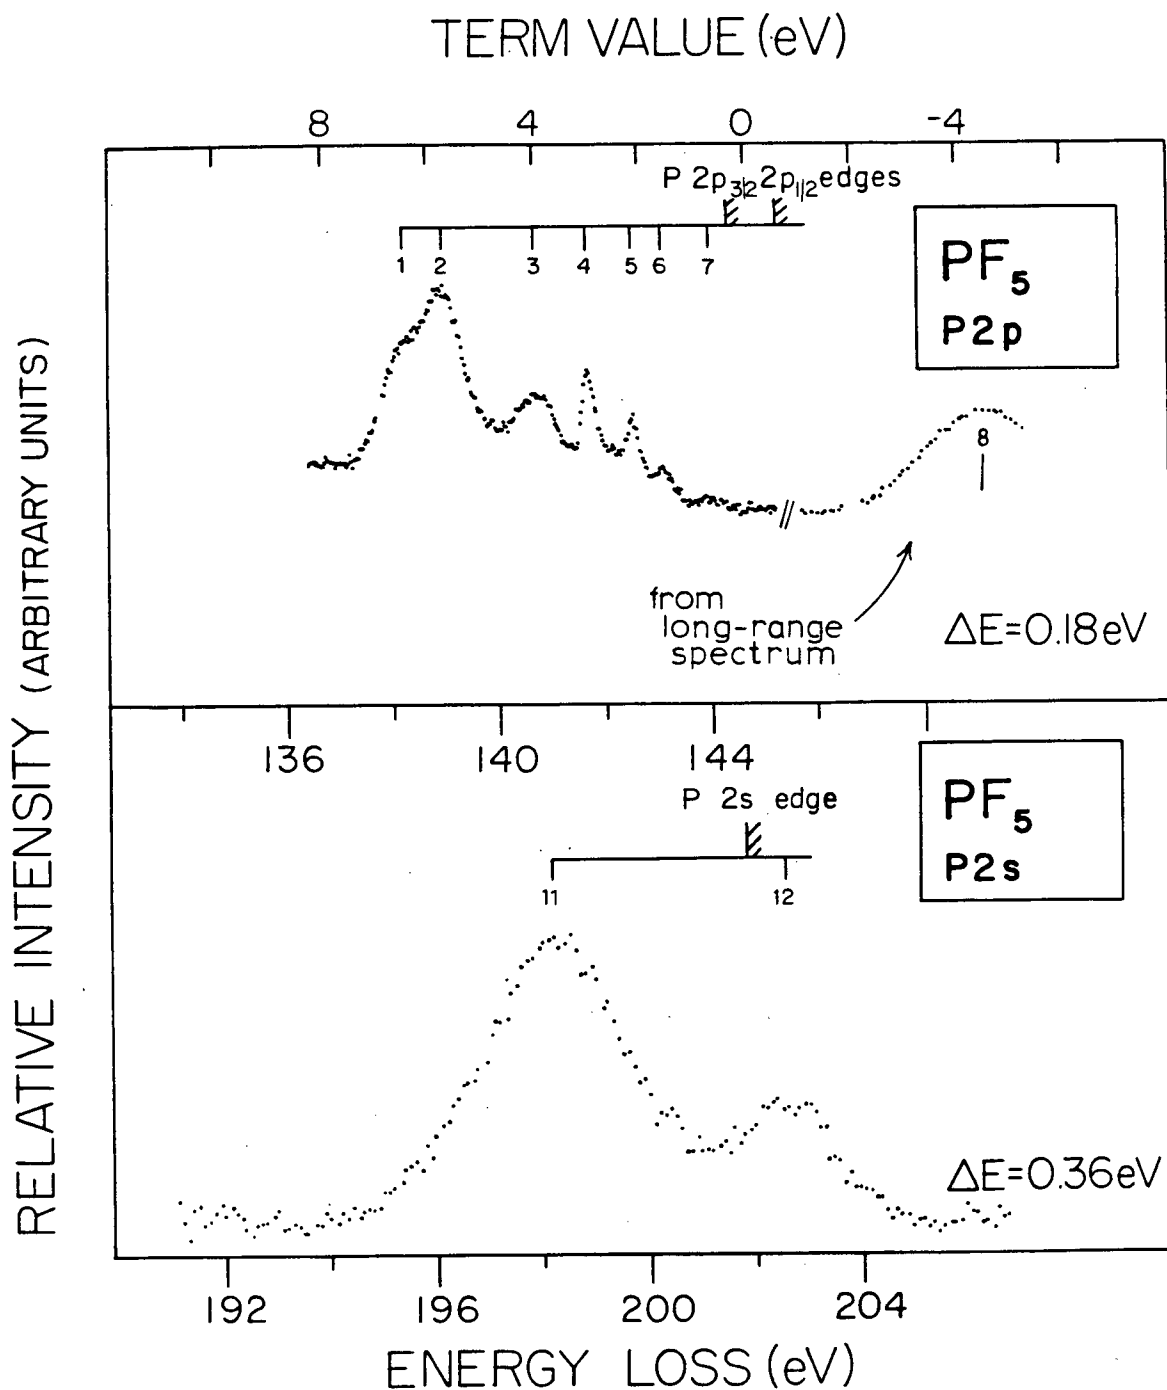 TERM VALUE (eV)
8 4 0 -4
P 2p3/2 2p1/2 edges
1 2 3 4 5 6 7
PF5
P2p
8
from
long-range
spectrum
ΔE=0.18eV
136 140 144
P 2s edge
11 12
PF5
P2s
ΔE=0.36eV
192 196 200 204
ENERGY LOSS (eV)
RELATIVE INTENSITY (ARBITRARY UNITS)